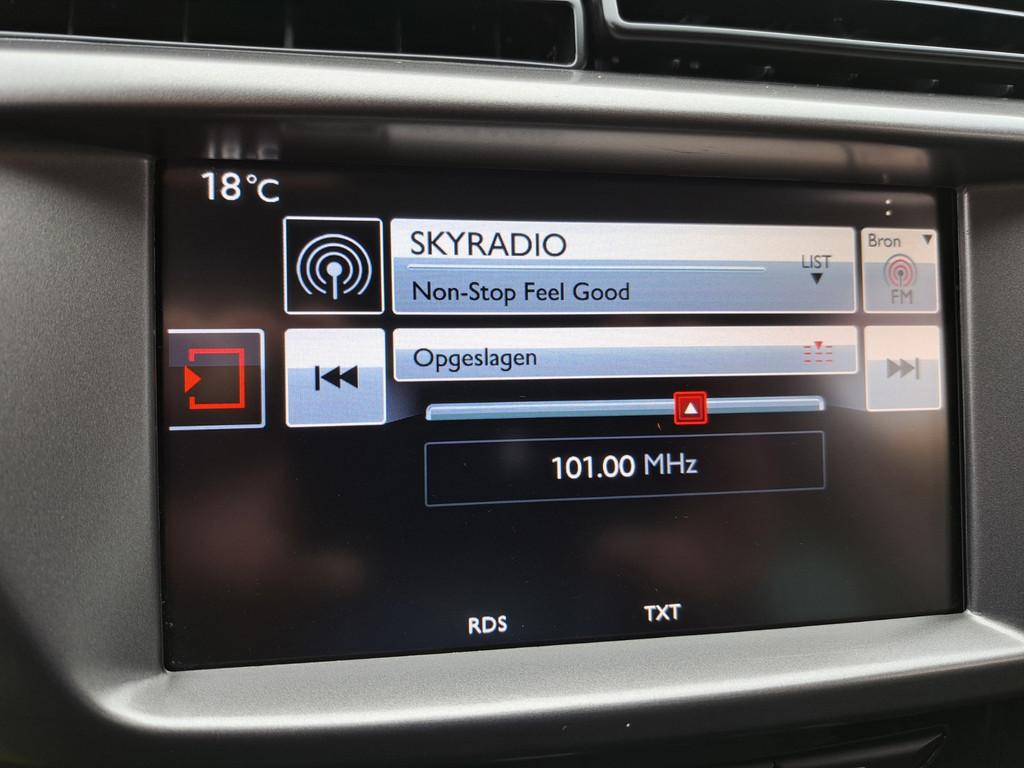 18°C
SKYRADIO
Non-Stop Feel Good
LIST
Bron
FM
Opgeslagen
101.00 MHz
RDS
TXT